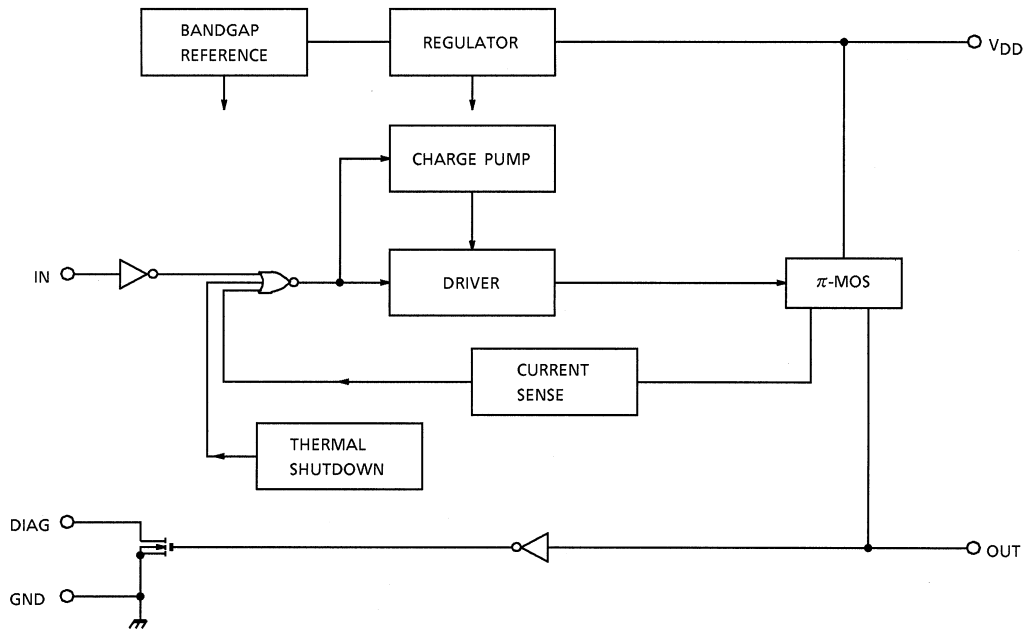 BANDGAP
REFERENCE
REGULATOR
VDD
CHARGE PUMP
IN
DRIVER
π-MOS
CURRENT
SENSE
THERMAL
SHUTDOWN
DIAG
OUT
GND